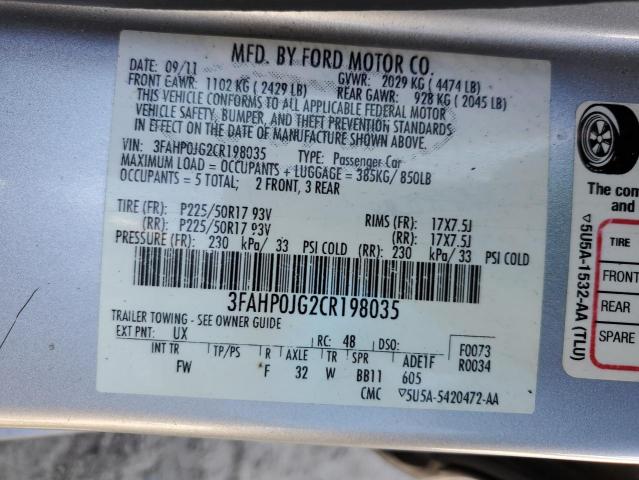 MFD. BY FORD MOTOR CO.
DATE: 09/11 GVWR: 2029 KG ( 4474 LB)
FRONT GAWR: 1102 KG ( 2429 LB) REAR GAWR: 928 KG ( 2045 LB)
THIS VEHICLE CONFORMS TO ALL APPLICABLE FEDERAL MOTOR
VEHICLE SAFETY, BUMPER, AND THEFT PREVENTION STANDARDS
IN EFFECT ON THE DATE OF MANUFACTURE SHOWN ABOVE.
VIN: 3FAHP0JG2CR198035 TYPE: Passenger Car
MAXIMUM LOAD = OCCUPANTS + LUGGAGE = 385KG/ 850LB
OCCUPANTS = 5 TOTAL; 2 FRONT, 3 REAR
TIRE (FR): P225/50R17 93V RIMS (FR): 17X7.5J
(RR): P225/50R17 93V (RR): 17X7.5J
PRESSURE (FR): 230 kPa/ 33 PSI COLD (RR): 230 kPa/ 33 PSI COLD
3FAHP0JG2CR198035
TRAILER TOWING - SEE OWNER GUIDE
EXT PNT: UX RC: 48 DSO: F0073
R0034
INT TR TP/PS R AXLE TR SPR ADE1F
FW F 32 W BB11 605
CMC ▽5U5A-5420472-AA
The com
TIRE
FRONT
REAR
SPARE
▽5U5A-1532-AA (TLU)